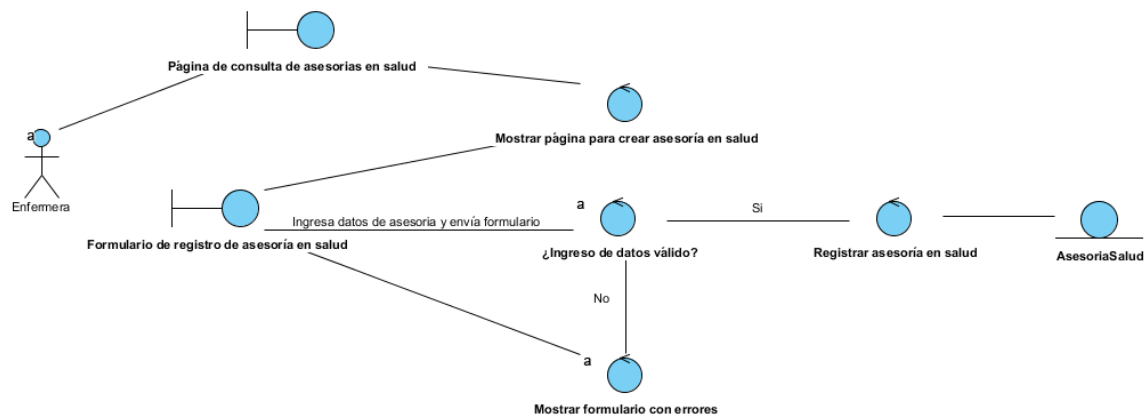 Página de consulta de asesorias en salud
a
Enfermera
Mostrar página para crear asesoría en salud
Formulario de registro de asesoría en salud
Ingresa datos de asesoria y envía formulario
a
¿Ingreso de datos válido?
Si
Registrar asesoría en salud
AsesoriaSalud
No
a
Mostrar formulario con errores